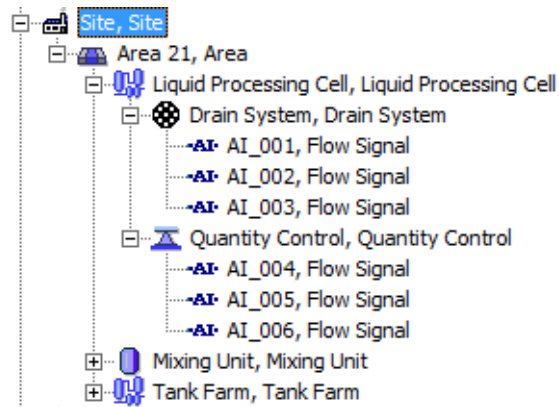 Site, Site
Area 21, Area
Liquid Processing Cell, Liquid Processing Cell
Drain System, Drain System
AI AI_001, Flow Signal
AI AI_002, Flow Signal
AI AI_003, Flow Signal
Quantity Control, Quantity Control
AI AI_004, Flow Signal
AI AI_005, Flow Signal
AI AI_006, Flow Signal
Mixing Unit, Mixing Unit
Tank Farm, Tank Farm